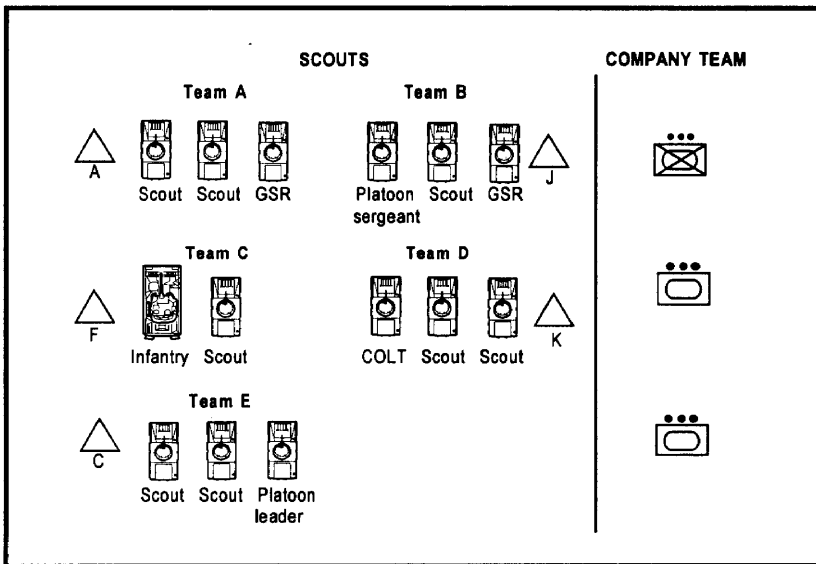 SCOUTS COMPANY TEAM
Team A Team B
A J
Scout Scout GSR Platoon sergeant Scout GSR
Team C Team D
F K
Infantry Scout COLT Scout Scout
Team E
C
Scout Scout Platoon leader